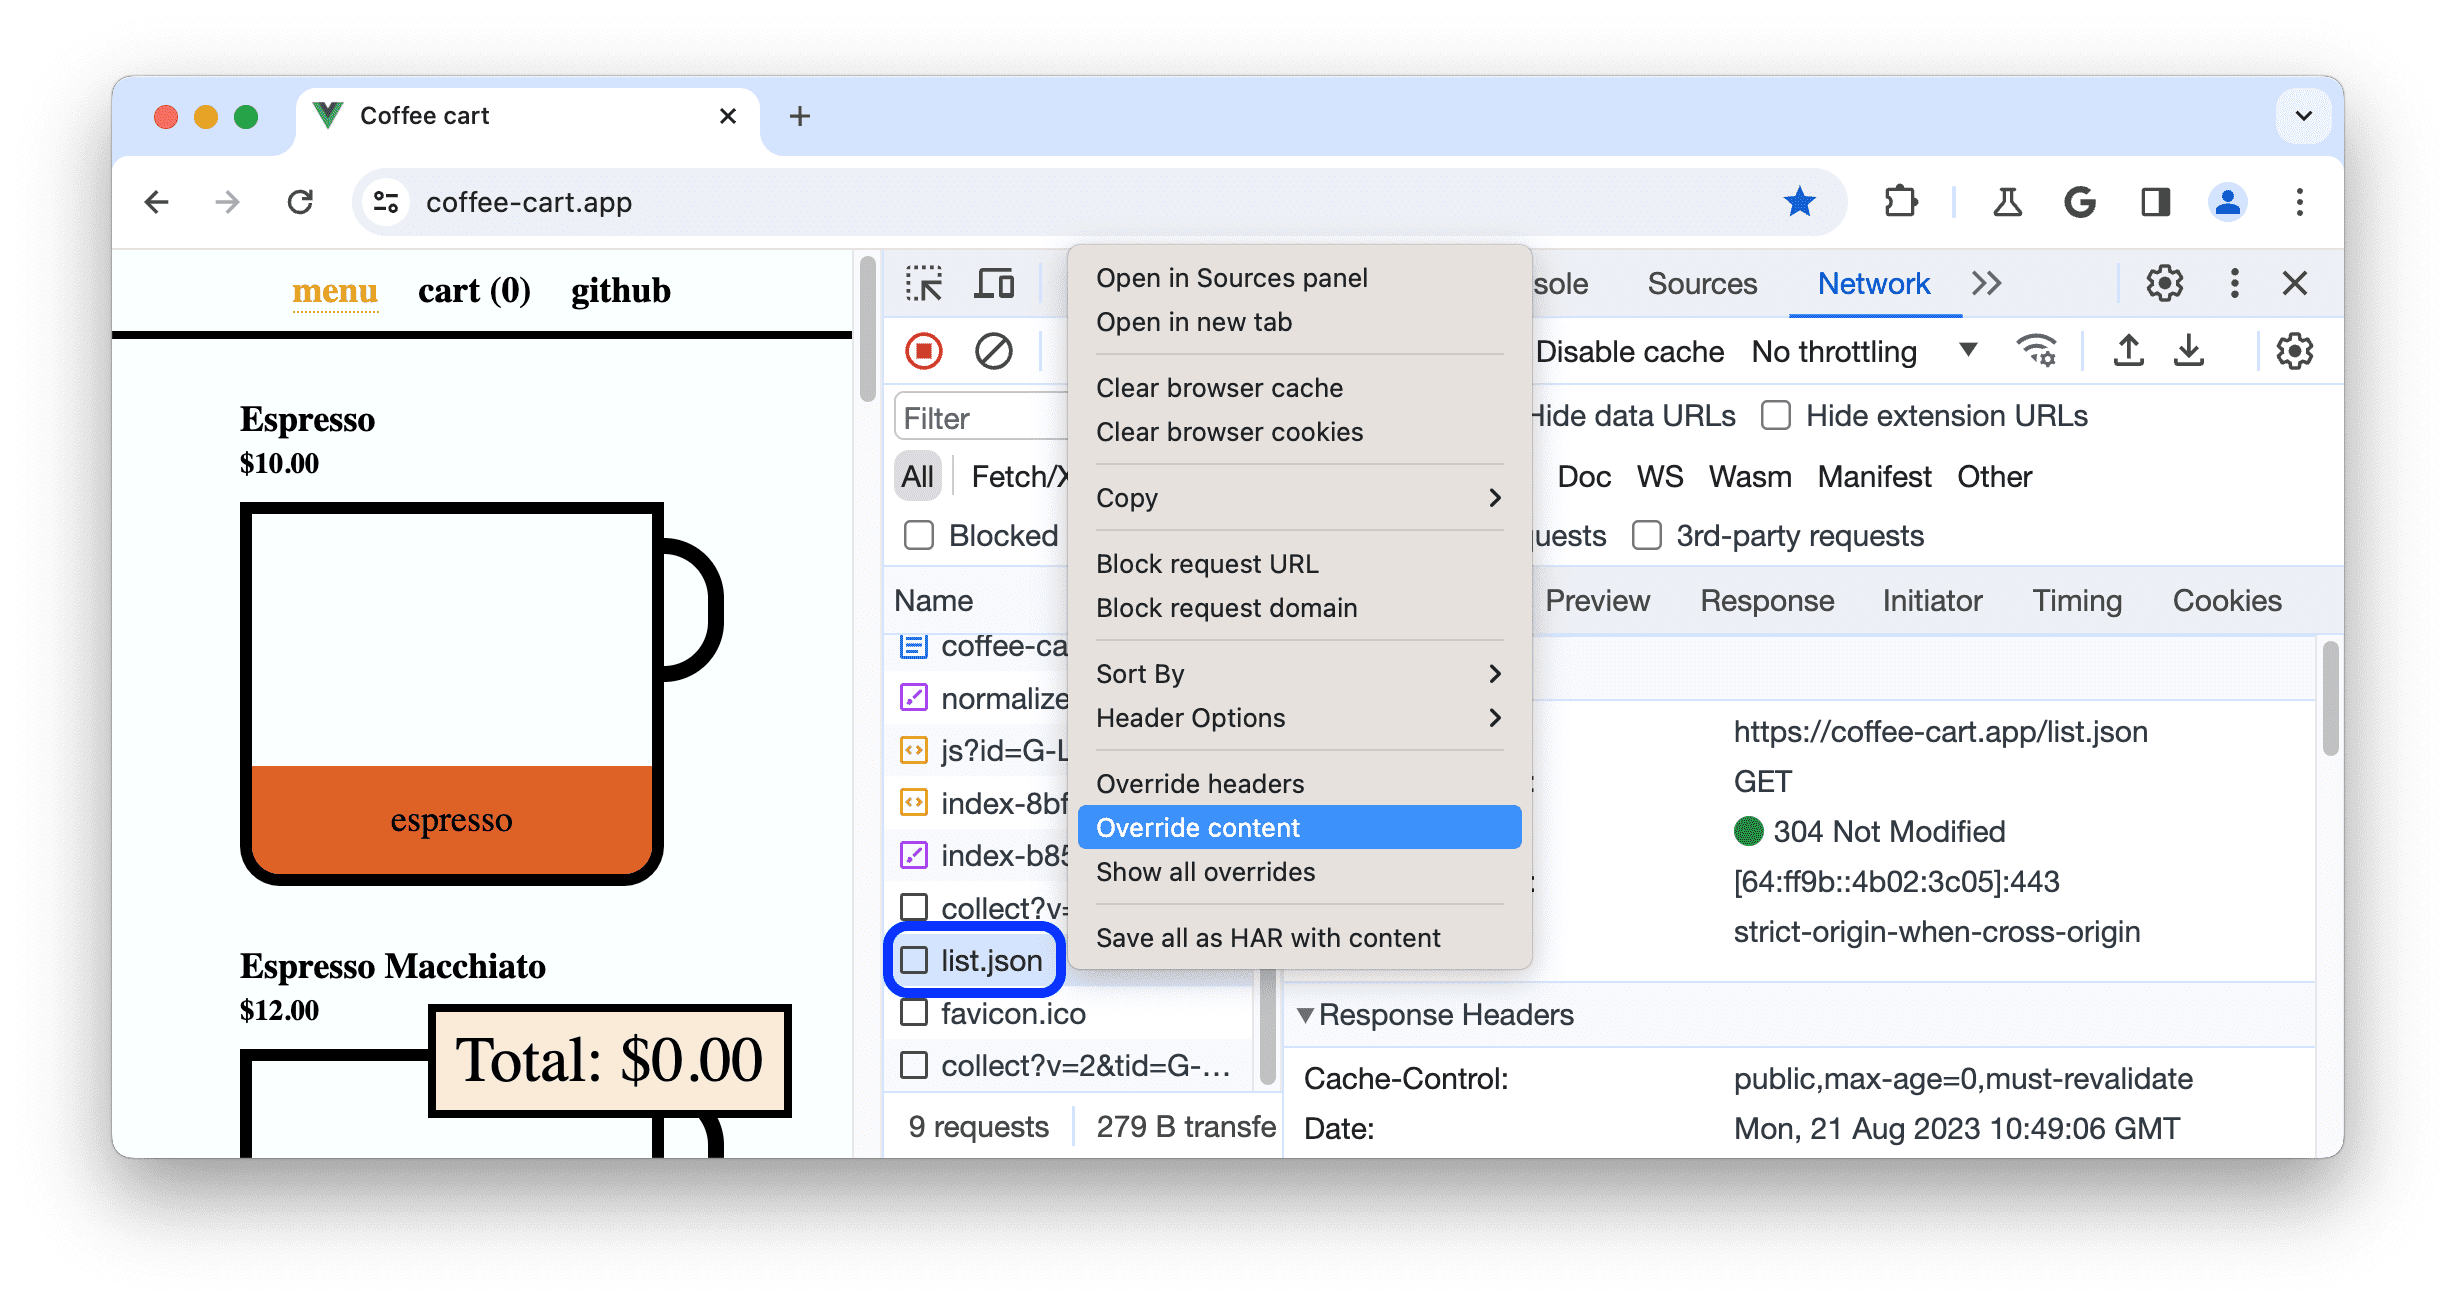 Coffee cart
coffee-cart.app
menu cart (0) github
Espresso
$10.00
espresso
Espresso Macchiato
$12.00
Total: $0.00
sole Sources Network
Disable cache No throttling
Filter
Hide data URLs Hide extension URLs
All Fetch/X Doc WS Wasm Manifest Other
Blocked uests 3rd-party requests
Name
coffee-ca
normalize
js?id=G-L
index-8bf
index-b85
collect?v=
list.json
favicon.ico
collect?v=2&tid=G-...
9 requests 279 B transfe
Open in Sources panel
Open in new tab
Clear browser cache
Clear browser cookies
Copy
Block request URL
Block request domain
Sort By
Header Options
Override headers
Override content
Show all overrides
Save all as HAR with content
Preview Response Initiator Timing Cookies
https://coffee-cart.app/list.json
GET
304 Not Modified
[64:ff9b::4b02:3c05]:443
strict-origin-when-cross-origin
Response Headers
Cache-Control: public,max-age=0,must-revalidate
Date: Mon, 21 Aug 2023 10:49:06 GMT